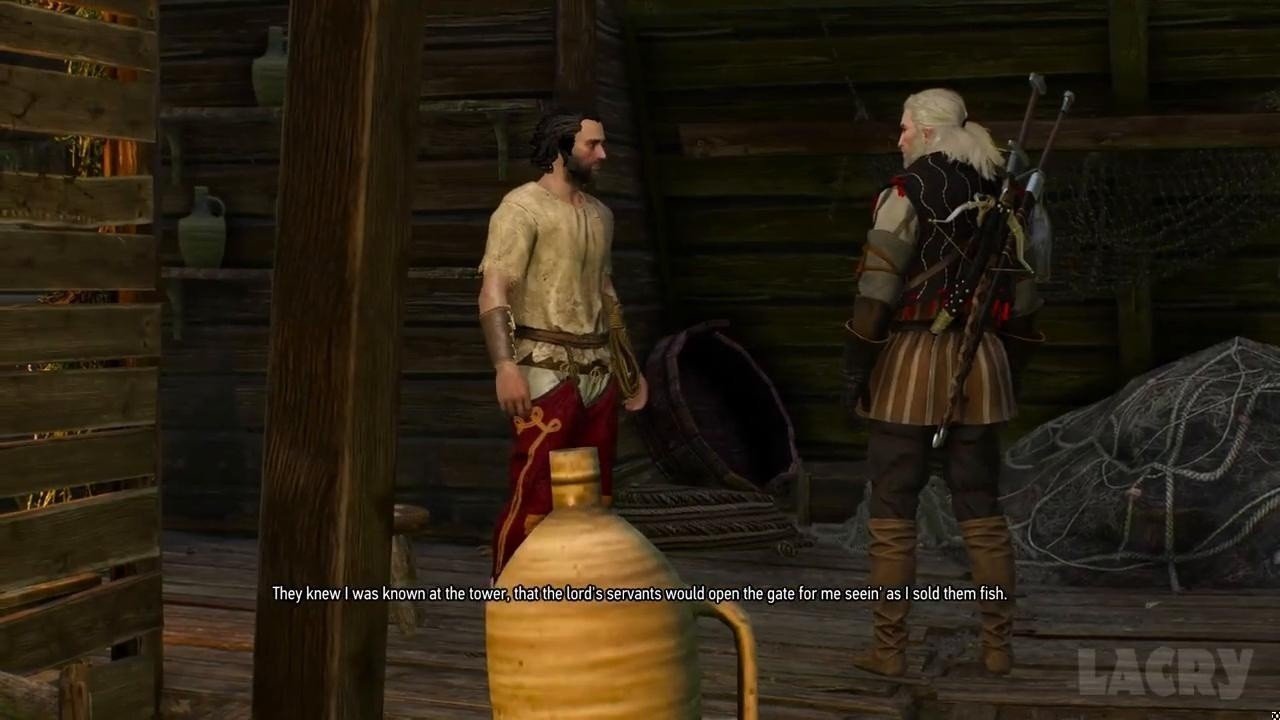 They knew I was known at the tower, that the lord's servants would open the gate for me seein' as I sold them fish.
LACRY